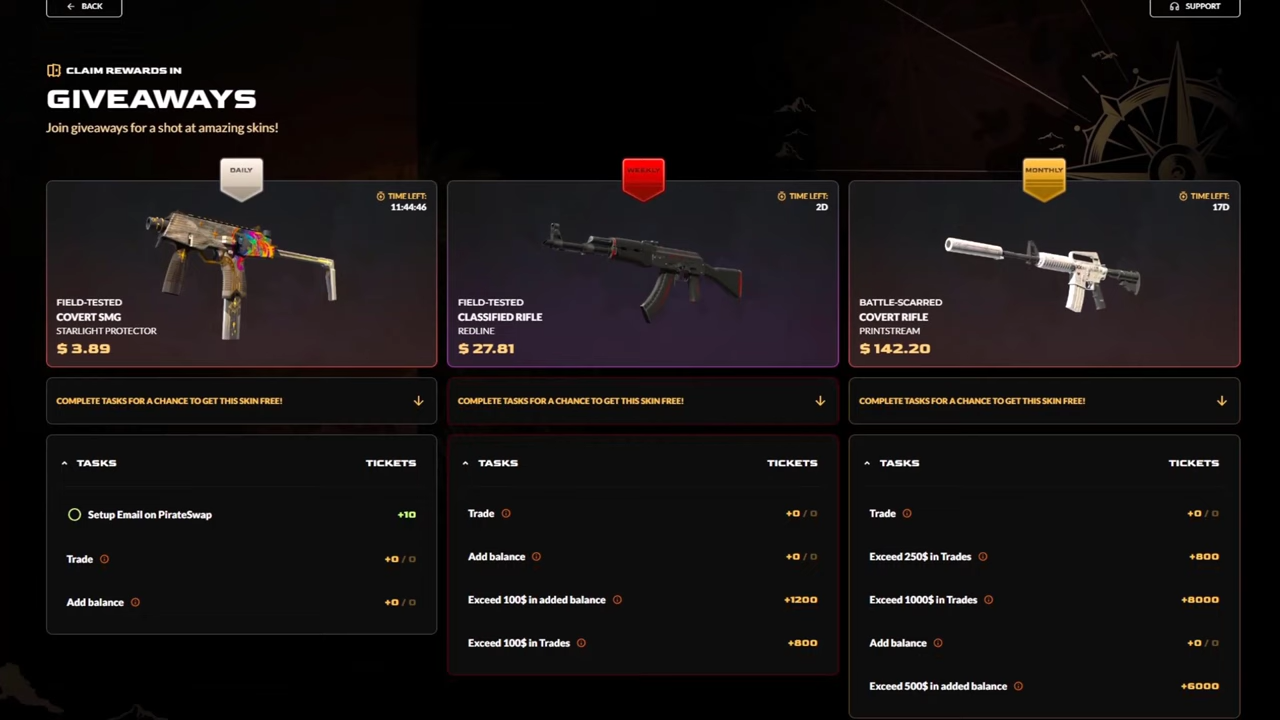 BACK
SUPPORT
CLAIM REWARDS IN
GIVEAWAYS
Join giveaways for a shot at amazing skins!
DAILY
TIME LEFT:
11:44:46
FIELD-TESTED
COVERT SMG
STARLIGHT PROTECTOR
$ 3.89
COMPLETE TASKS FOR A CHANCE TO GET THIS SKIN FREE!
TASKS
TICKETS
Setup Email on PirateSwap
+10
Trade
+0 / 0
Add balance
+0 / 0
WEEKLY
TIME LEFT:
2D
FIELD-TESTED
CLASSIFIED RIFLE
REDLINE
$ 27.81
COMPLETE TASKS FOR A CHANCE TO GET THIS SKIN FREE!
TASKS
TICKETS
Trade
+0 / 0
Add balance
+0 / 0
Exceed 100$ in added balance
+1200
Exceed 100$ in Trades
+800
MONTHLY
TIME LEFT:
17D
BATTLE-SCARRED
COVERT RIFLE
PRINTSTREAM
$ 142.20
COMPLETE TASKS FOR A CHANCE TO GET THIS SKIN FREE!
TASKS
TICKETS
Trade
+0 / 0
Exceed 250$ in Trades
+800
Exceed 1000$ in Trades
+8000
Add balance
+0 / 0
Exceed 500$ in added balance
+6000